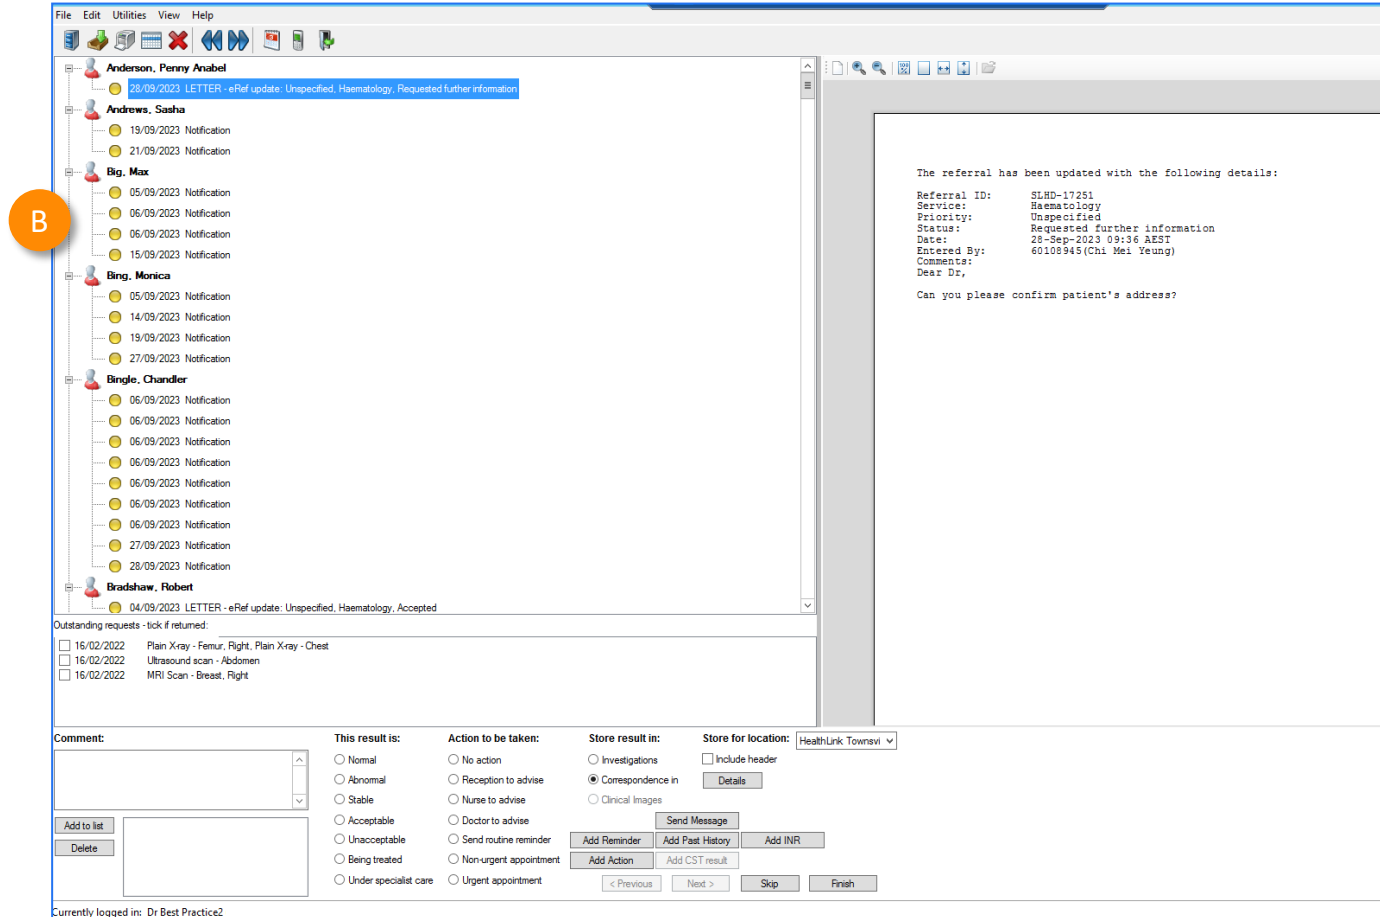 File Edit Utilities View Help
Anderson, Penny Anabel
28/09/2023 LETTER - eRef update: Unspecified, Haematology, Requested further information
Andrews, Sasha
19/09/2023 Notification
21/09/2023 Notification
Big, Max
05/09/2023 Notification
06/09/2023 Notification
06/09/2023 Notification
15/09/2023 Notification
B
Bing, Monica
05/09/2023 Notification
14/09/2023 Notification
19/09/2023 Notification
27/09/2023 Notification
Bingle, Chandler
06/09/2023 Notification
06/09/2023 Notification
06/09/2023 Notification
06/09/2023 Notification
06/09/2023 Notification
06/09/2023 Notification
06/09/2023 Notification
27/09/2023 Notification
28/09/2023 Notification
Bradshaw, Robert
04/09/2023 LETTER - eRef update: Unspecified, Haematology, Accepted
Outstanding requests - tick if returned:
16/02/2022 Plain X-ray - Femur, Right, Plain X-ray - Chest
16/02/2022 Ultrasound scan - Abdomen
16/02/2022 MRI Scan - Breast, Right
100%
The referral has been updated with the following details:
Referral ID: SLHD-17251
Service: Haematology
Priority: Unspecified
Status: Requested further information
Date: 28-Sep-2023 09:36 AEST
Entered By: 60108945(Chi Mei Yeung)
Comments:
Dear Dr,
Can you please confirm patient's address?
Comment:
Add to list
Delete
This result is:
Normal
Abnormal
Stable
Acceptable
Unacceptable
Being treated
Under specialist care
Action to be taken:
No action
Reception to advise
Nurse to advise
Doctor to advise
Send routine reminder
Non-urgent appointment
Urgent appointment
Store result in:
Investigations
Correspondence in
Clinical Images
Store for location: HealthLink Townsvi
Include header
Details
Send Message
Add Reminder Add Past History Add INR
Add Action Add CST result
< Previous Next > Skip Finish
Currently logged in: Dr Best Practice2